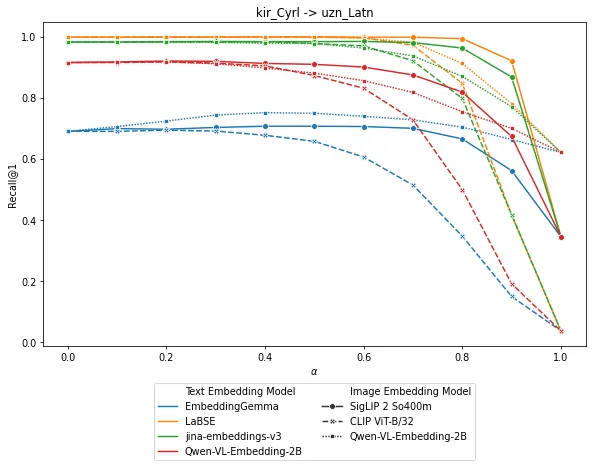 kir_Cyrl -> uzn_Latn
Recall@1
1.0
0.8
0.6
0.4
0.2
0.0
0.0 0.2 0.4 0.6 0.8 1.0
α
Text Embedding Model
EmbeddingGemma
LaBSE
jina-embeddings-v3
Qwen-VL-Embedding-2B
Image Embedding Model
SigLIP 2 So400m
CLIP ViT-B/32
Qwen-VL-Embedding-2B